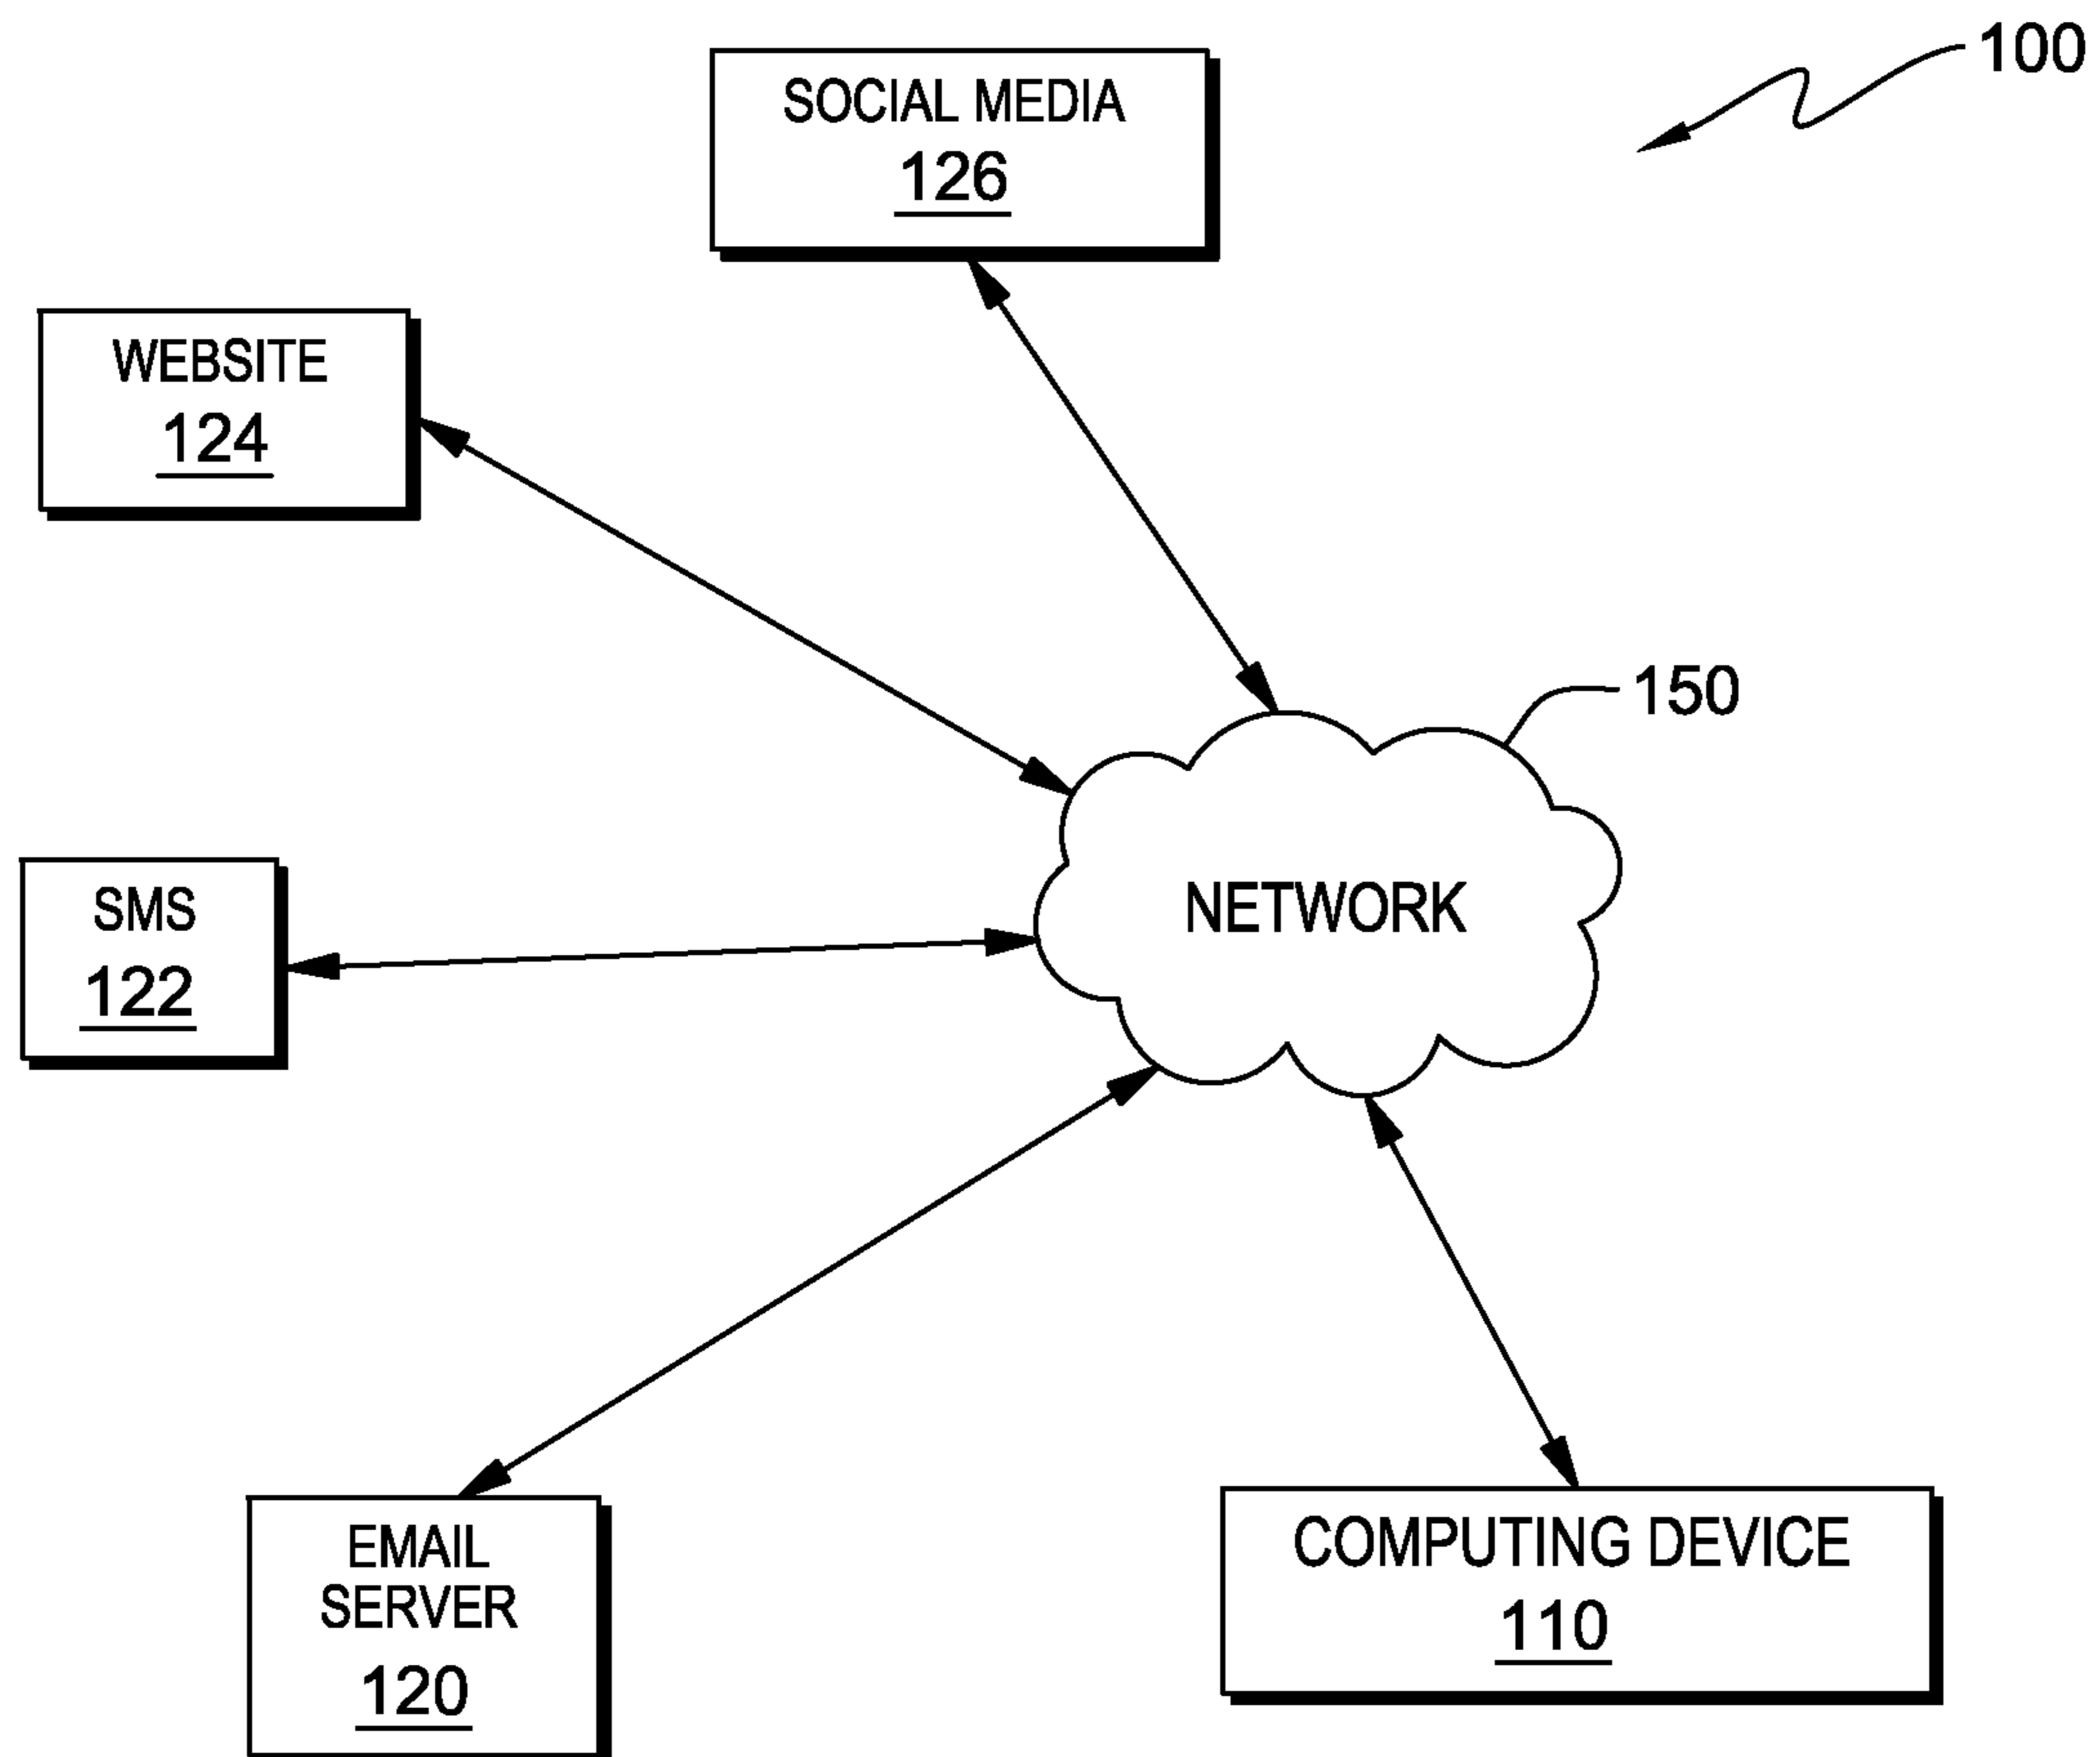 100
SOCIAL MEDIA
126
WEBSITE
124
150
NETWORK
SMS
122
EMAIL
SERVER
120
COMPUTING DEVICE
110